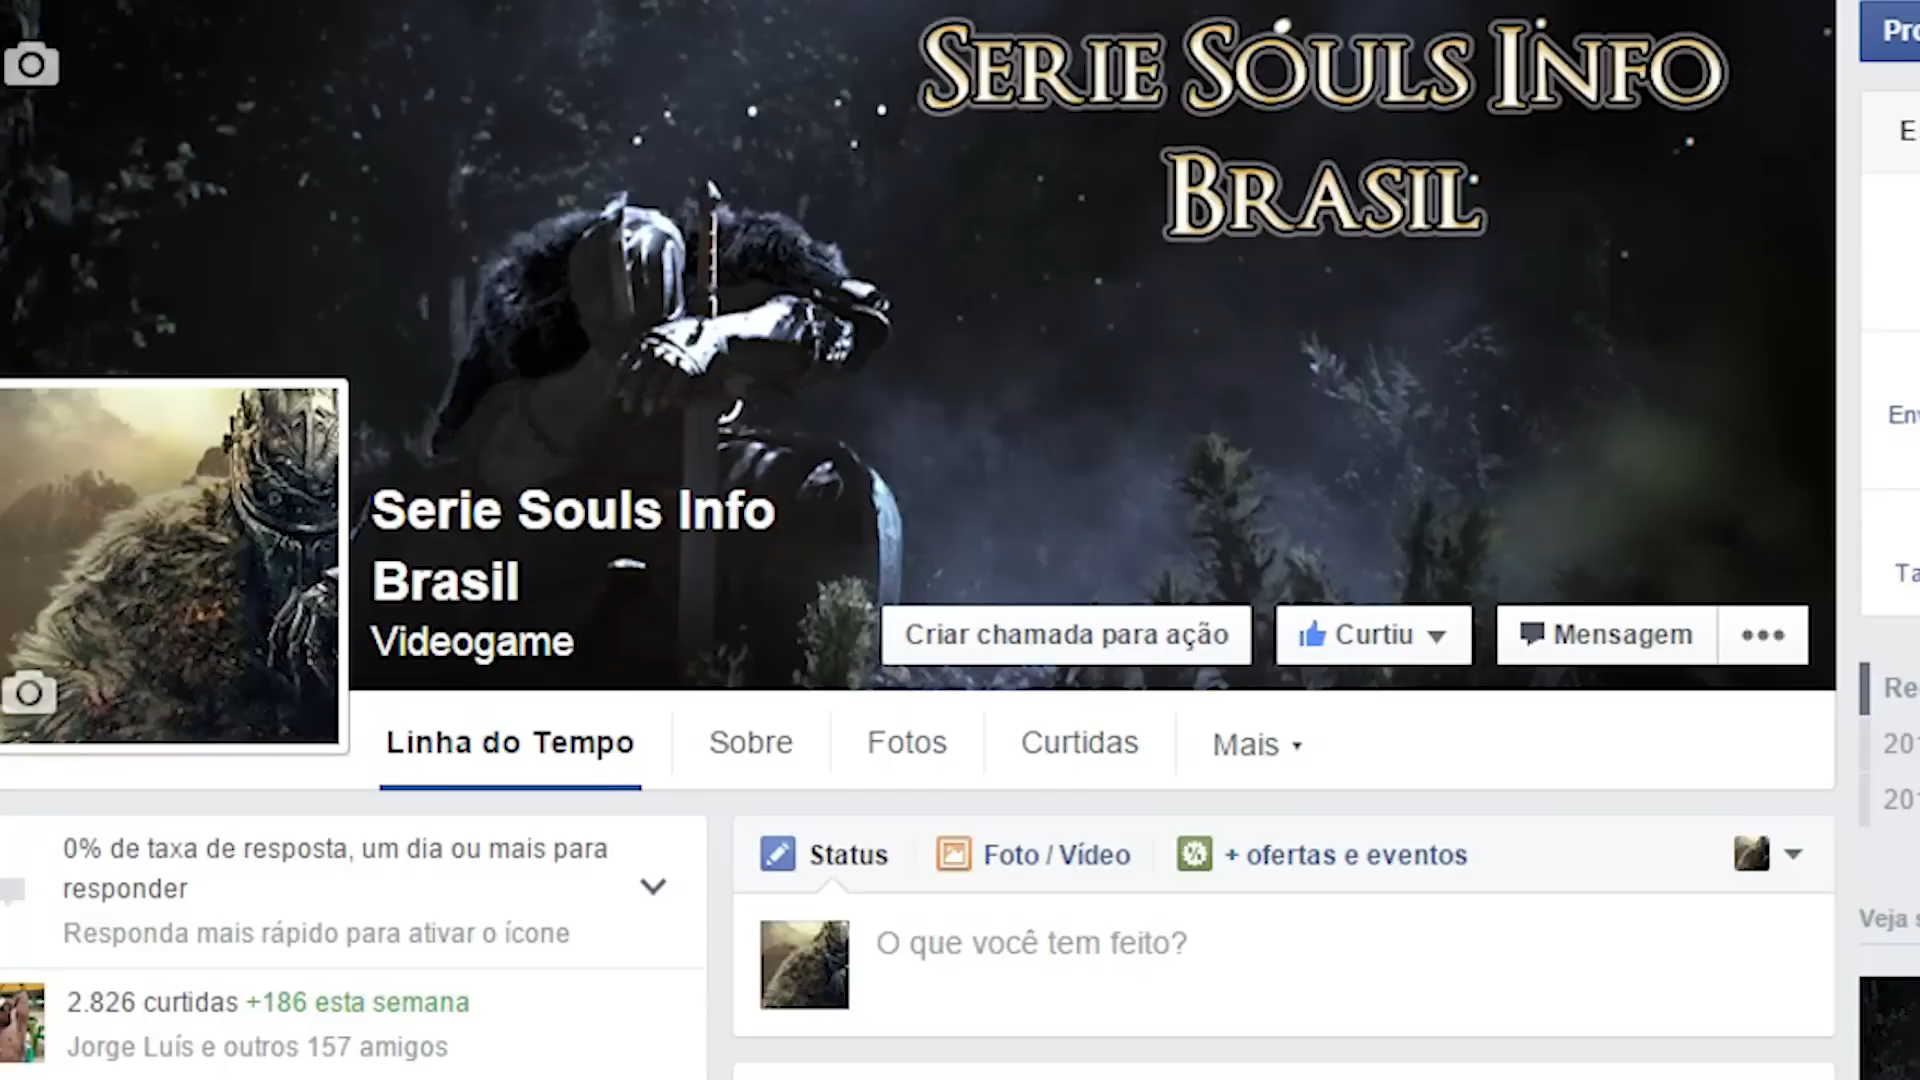 SERIE SOULS INFO
BRASIL
Serie Souls Info
Brasil
Videogame
Criar chamada para ação
Curtiu
Mensagem
Linha do Tempo
Sobre
Fotos
Curtidas
Mais
0% de taxa de resposta, um dia ou mais para
responder
Responda mais rápido para ativar o ícone
2.826 curtidas +186 esta semana
Jorge Luís e outros 157 amigos
Status
Foto / Vídeo
+ ofertas e eventos
O que você tem feito?
Veja